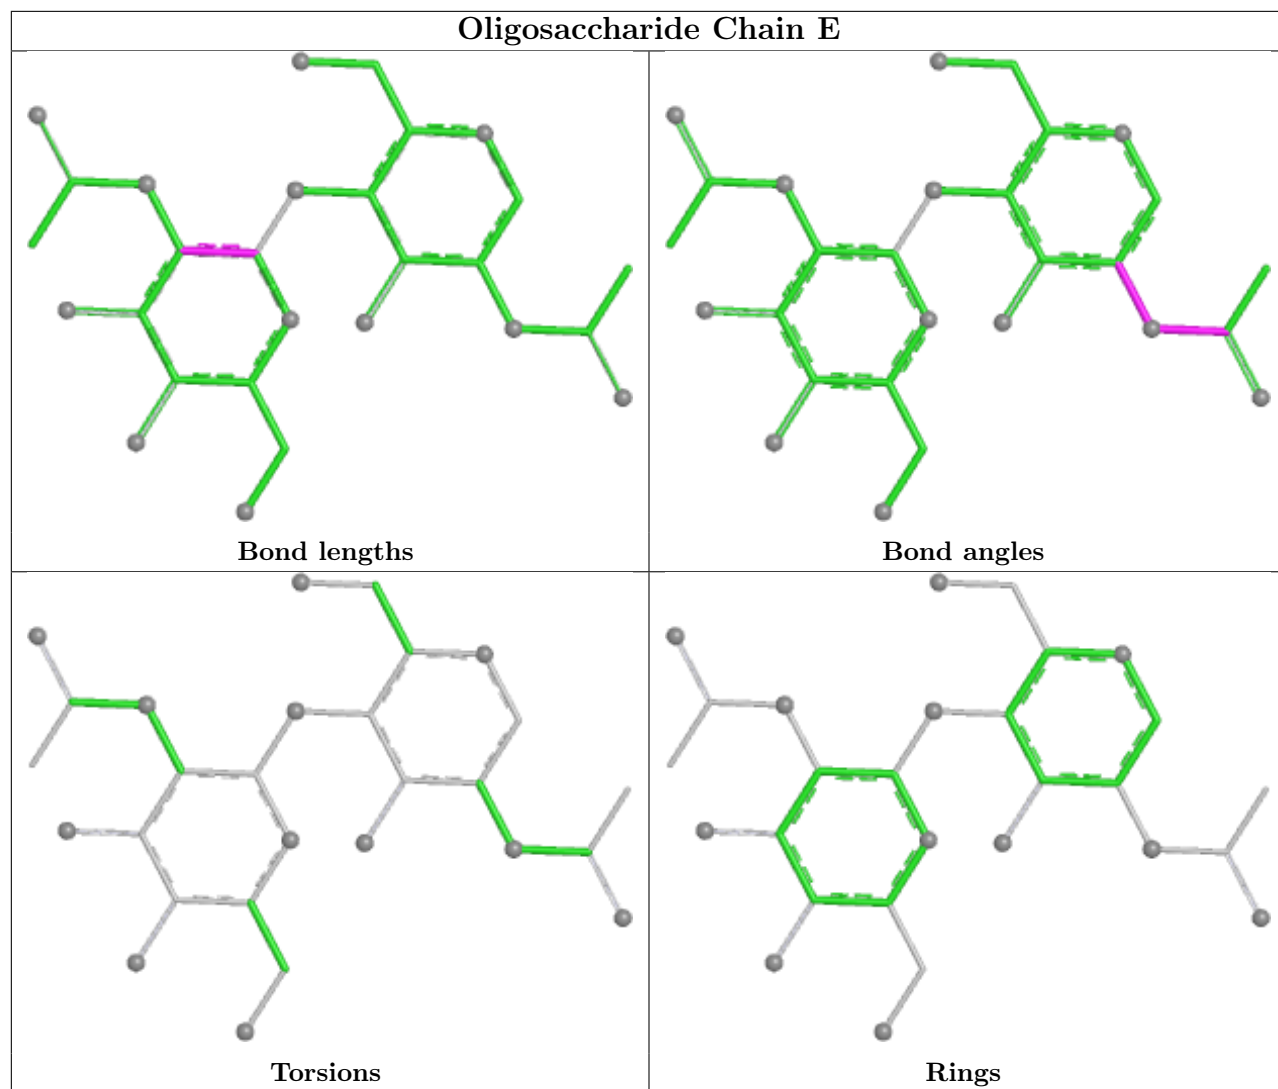 Oligosaccharide Chain E
Bond lengths
Bond angles
Torsions
Rings